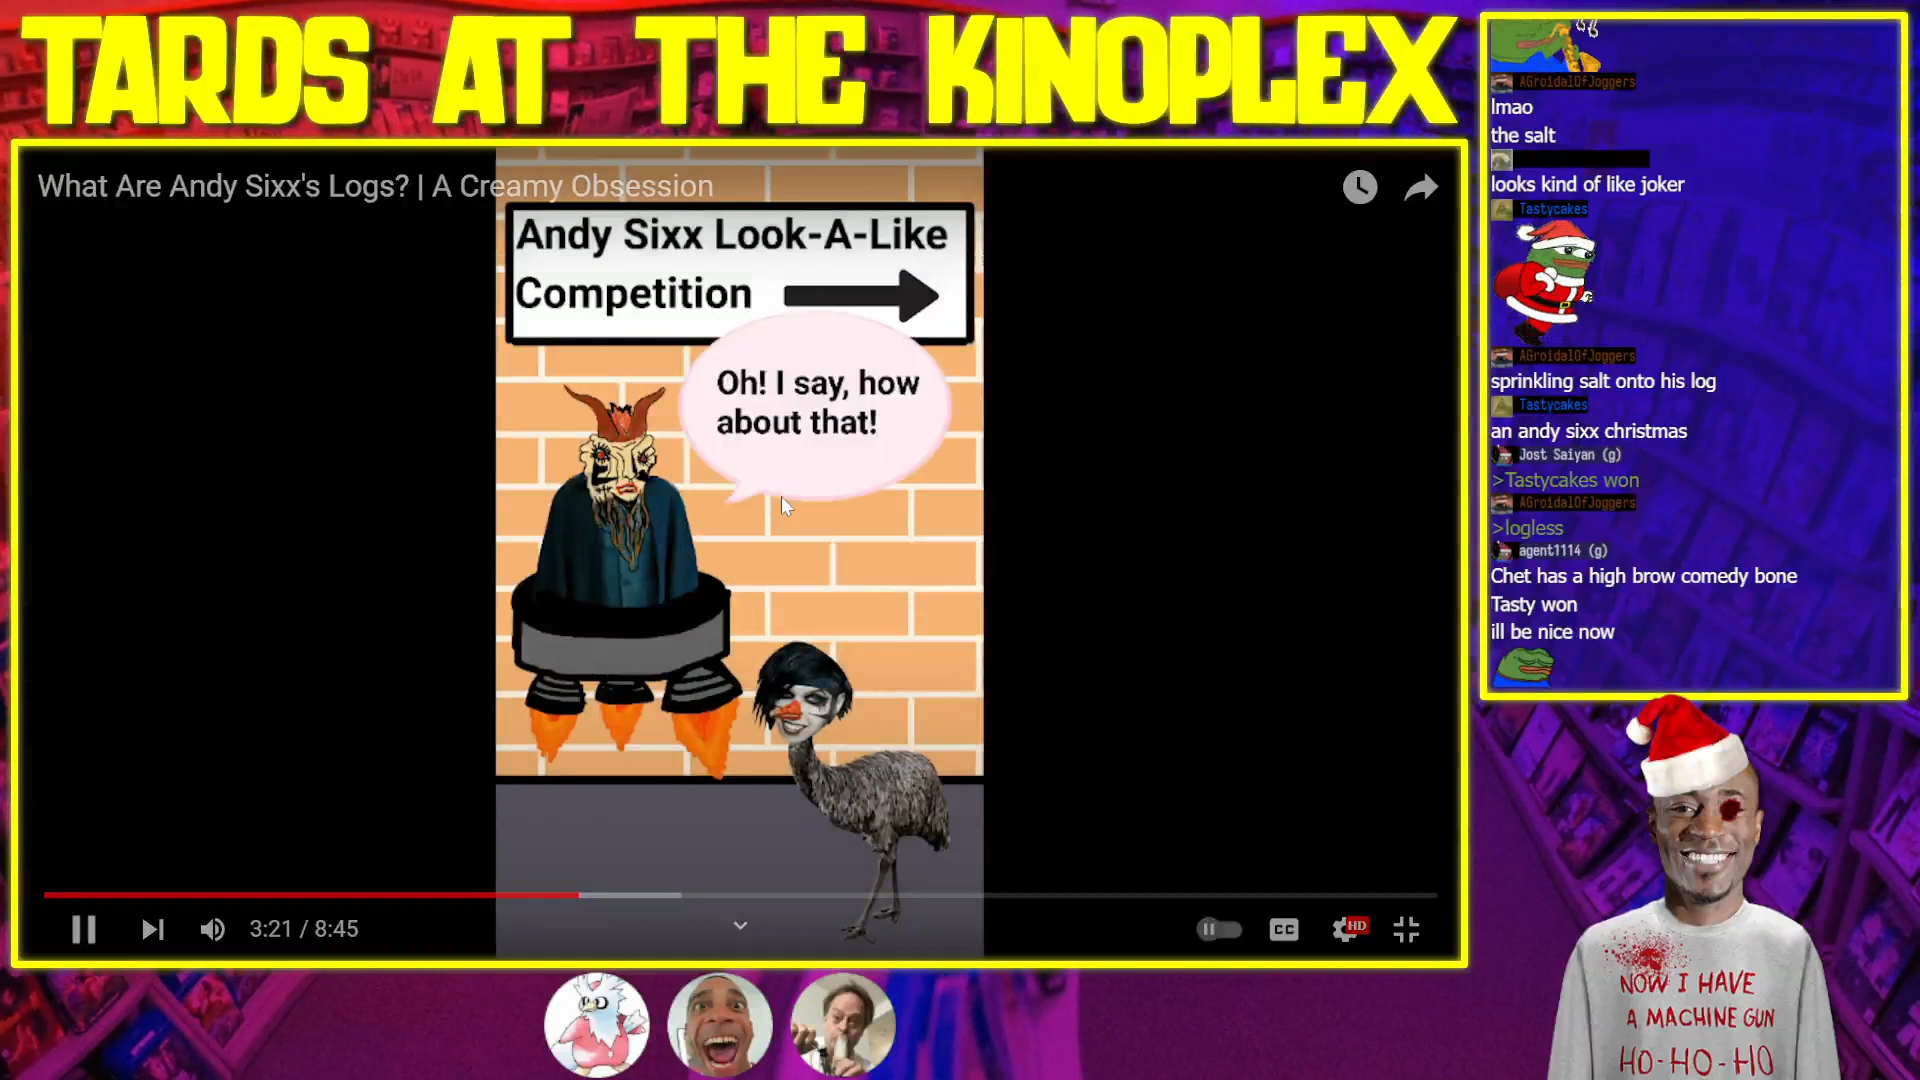 TARDS AT THE KINOPLEX
What Are Andy Sixx's Logs? | A Creamy Obsession
Andy Sixx Look-A-Like
Competition
Oh! I say, how
about that!
3:21 / 8:45
CC
HD
AGroidalOfJoggers
lmao
the salt
looks kind of like joker
Tastycakes
AGroidalOfJoggers
sprinkling salt onto his log
Tastycakes
an andy sixx christmas
Jost Saiyan (g)
>Tastycakes won
AGroidalOfJoggers
>logless
agent1114 (g)
Chet has a high brow comedy bone
Tasty won
ill be nice now
NOW I HAVE
A MACHINE GUN
HO-HO-HO